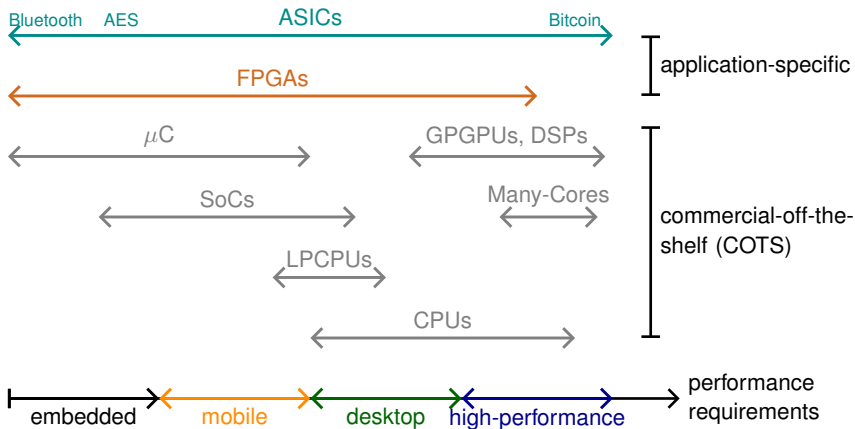 Bluetooth AES ASICs Bitcoin
application-specific
FPGAs
μC GPGPUs, DSPs
SoCs Many-Cores
commercial-off-the-
shelf (COTS)
LPCPUs
CPUs
performance
requirements
embedded mobile desktop high-performance